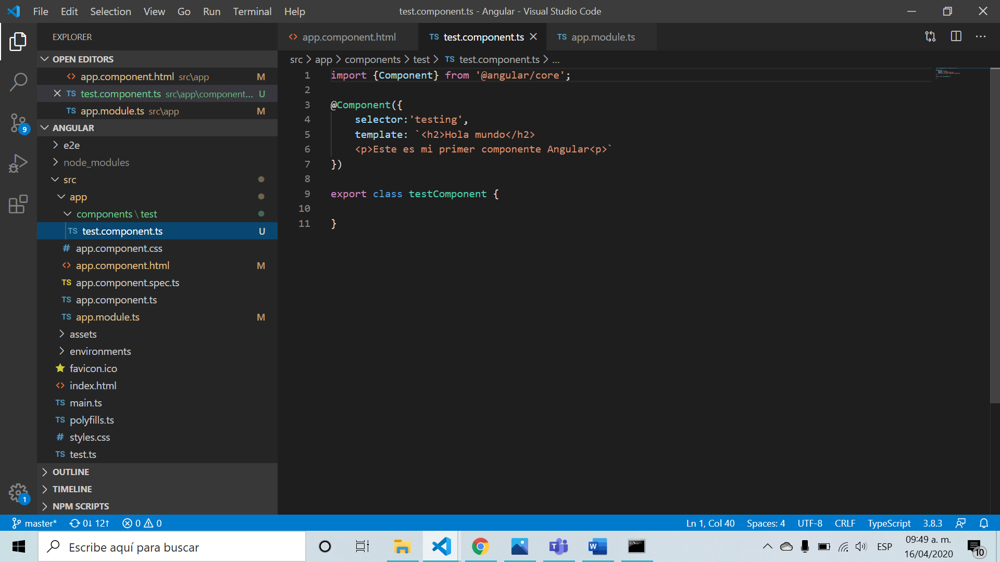 File Edit Selection View Go Run Terminal Help
test.component.ts - Angular - Visual Studio Code
EXPLORER
OPEN EDITORS
app.component.html src\app M
TS test.component.ts src\app\component... U
TS app.module.ts src\app M
ANGULAR
e2e
node_modules
src
app
components \ test
TS test.component.ts U
# app.component.css
app.component.html M
TS app.component.spec.ts
TS app.component.ts
TS app.module.ts M
assets
environments
favicon.ico
index.html
TS main.ts
TS polyfills.ts
# styles.css
TS test.ts
OUTLINE
TIMELINE
NPM SCRIPTS
9
1
app.component.html
TS test.component.ts
TS app.module.ts
src > app > components > test > TS test.component.ts > ...
1 import {Component} from '@angular/core';
2
3 @Component({
4 selector:'testing',
5 template: `<h2>Hola mundo</h2>
6 <p>Este es mi primer componente Angular<p>`
7 })
8
9 export class testComponent {
10
11 }
master* 0↓ 12↑ 0 0
Ln 1, Col 40 Spaces: 4 UTF-8 CRLF TypeScript 3.8.3
Escribe aquí para buscar
ESP
09:49 a. m.
16/04/2020
10